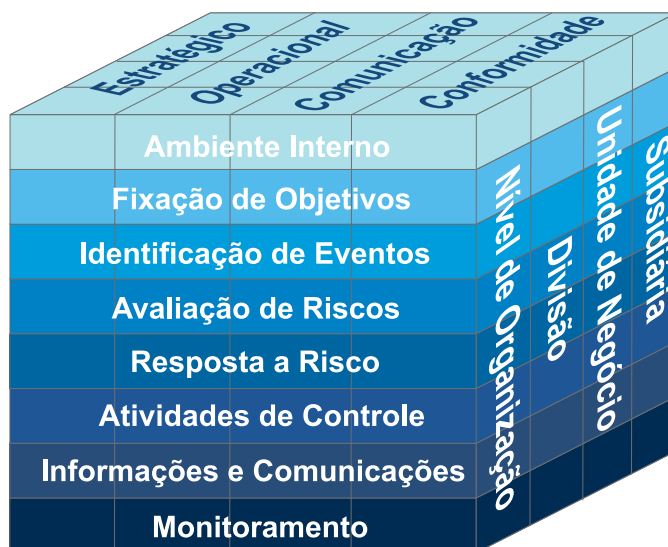 Estratégico
Operacional
Comunicação
Conformidade
Ambiente Interno
Fixação de Objetivos
Identificação de Eventos
Avaliação de Riscos
Resposta a Risco
Atividades de Controle
Informações e Comunicações
Monitoramento
Nível de Organização
Divisão
Unidade de Negócio
Subsidiária